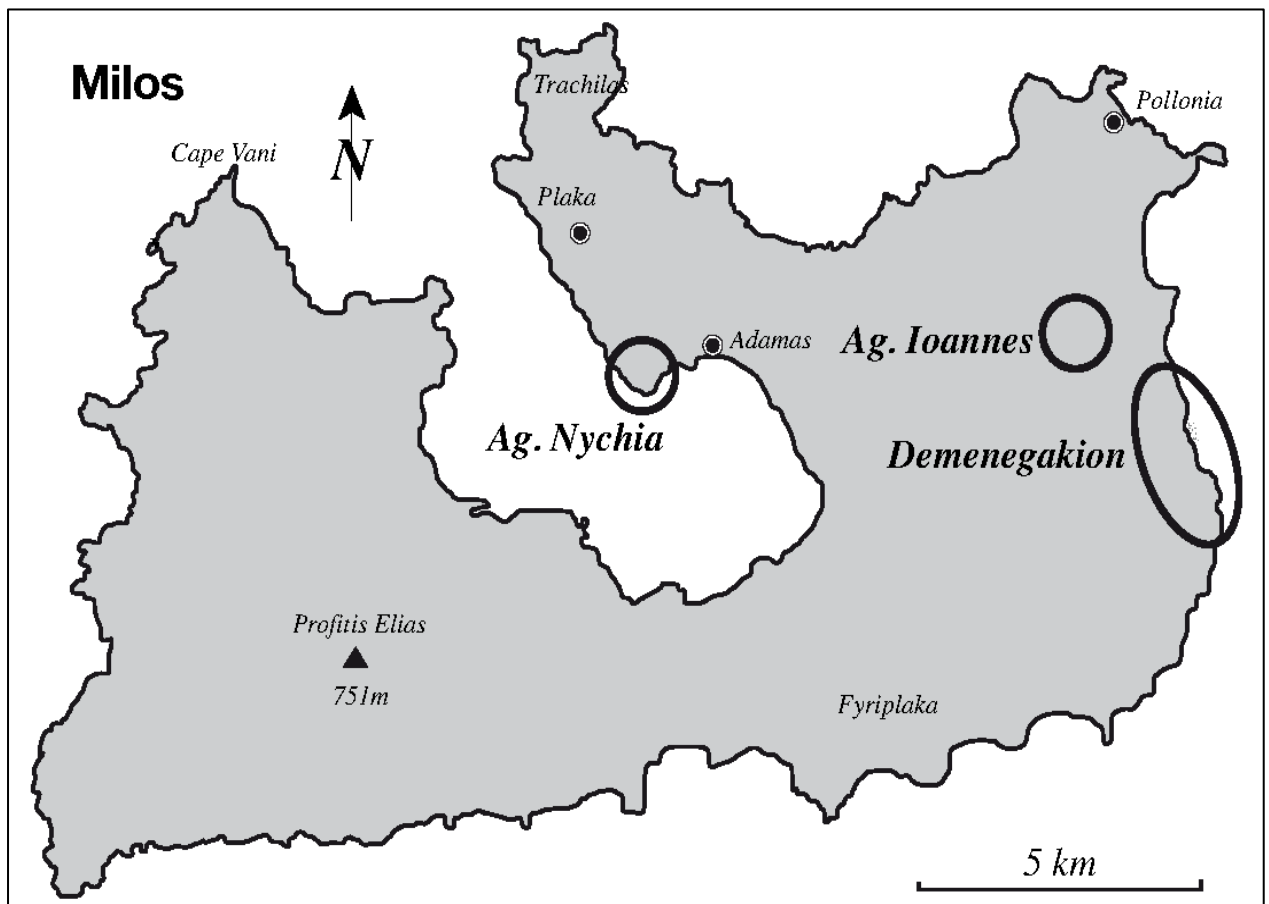 Milos
Trachilas
Pollonia
Cape Vani
N
Plaka
Adamas
Ag. Ioannes
Ag. Nychia
Demenegakion
Profitis Elias
751m
Fyriplaka
5 km